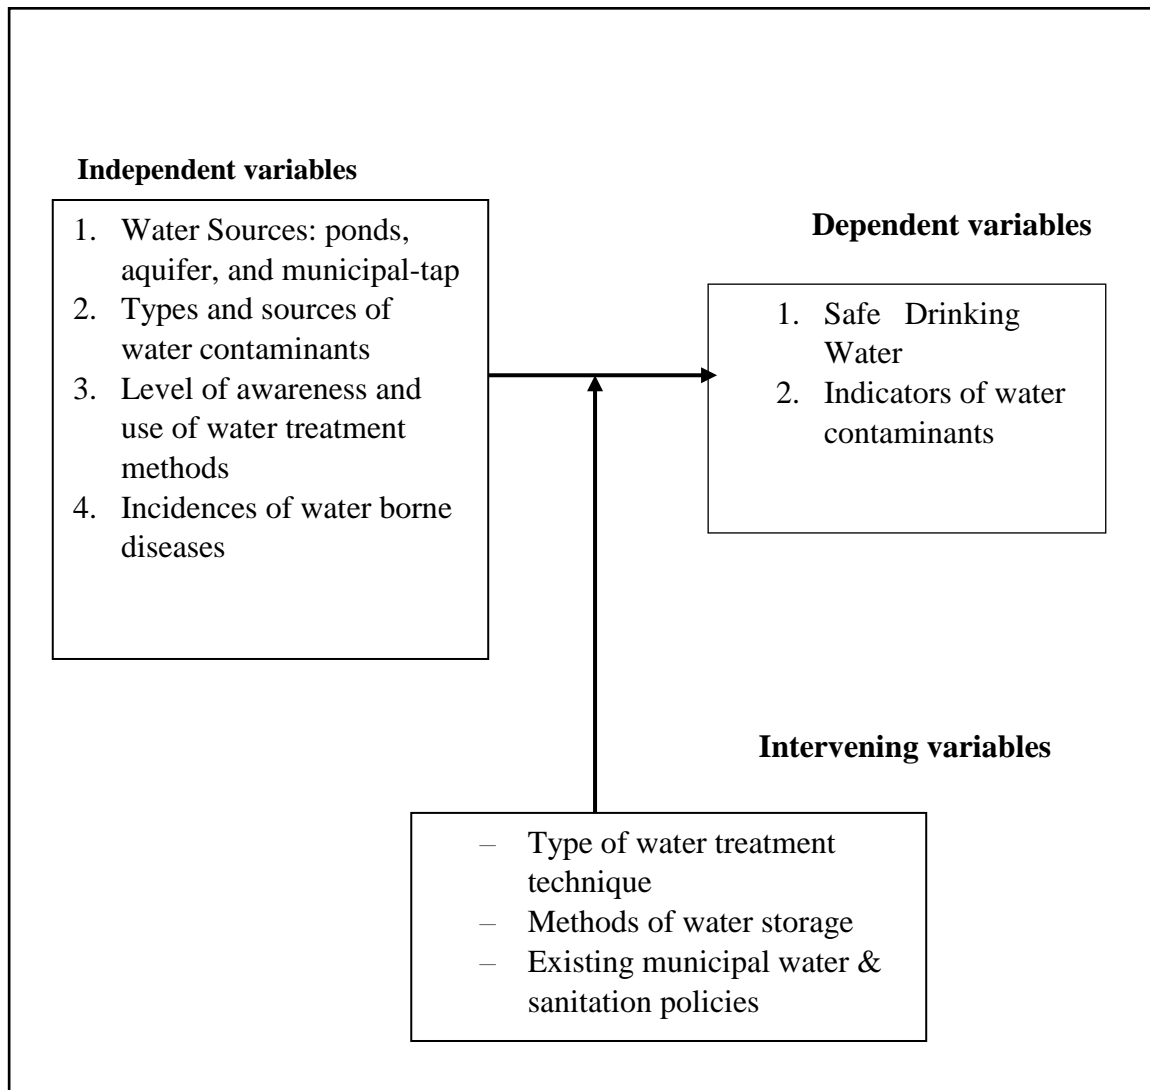 Independent variables
1. Water Sources: ponds,
aquifer, and municipal-tap
2. Types and sources of
water contaminants
3. Level of awareness and
use of water treatment
methods
4. Incidences of water borne
diseases
Dependent variables
1. Safe Drinking
Water
2. Indicators of water
contaminants
Intervening variables
– Type of water treatment
technique
– Methods of water storage
– Existing municipal water &
sanitation policies